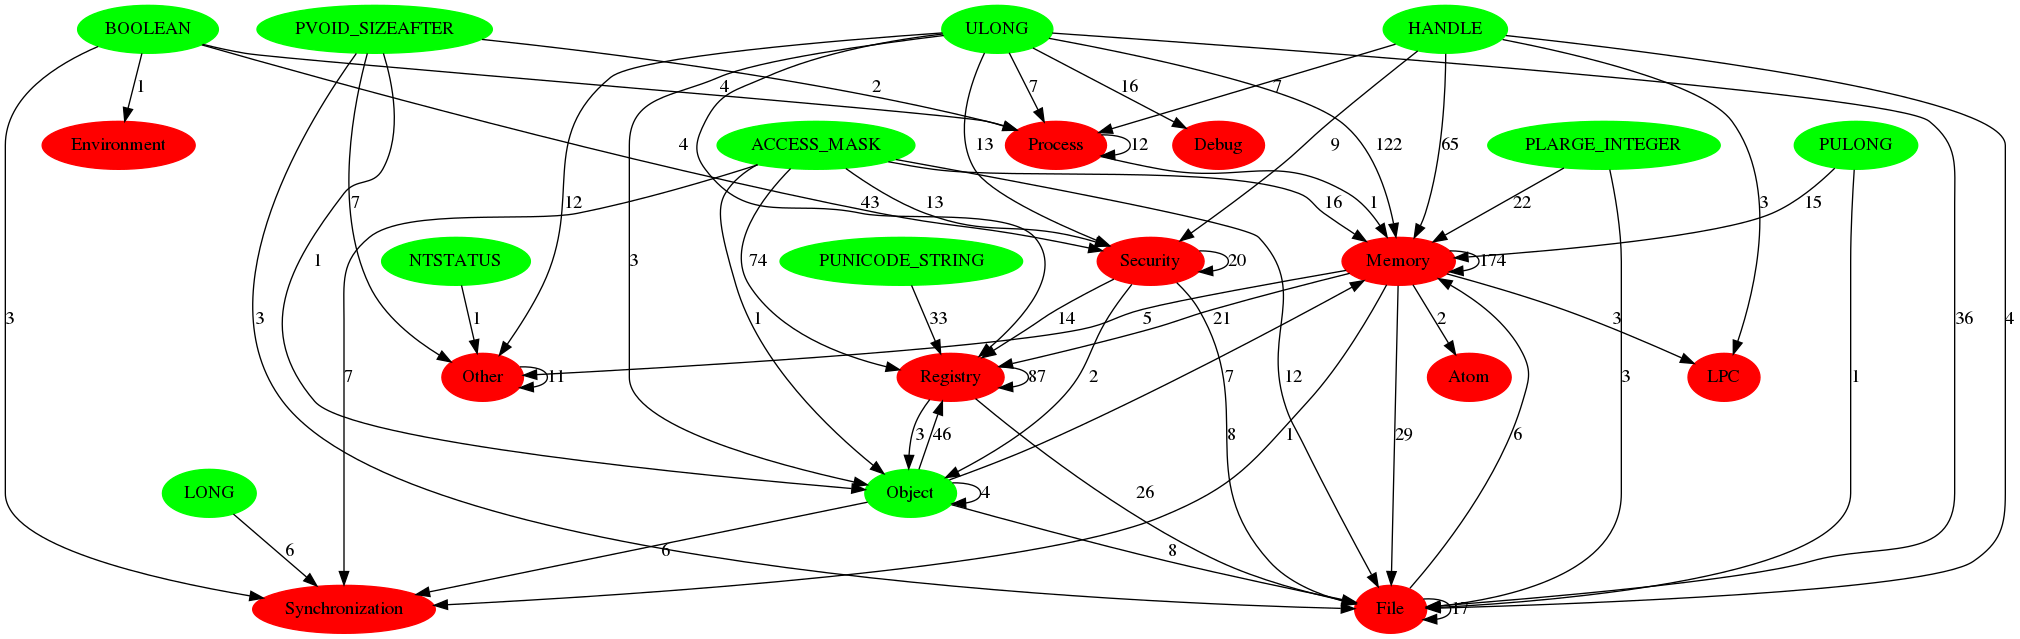 BOOLEAN PVOID_SIZEAFTER ULONG HANDLE
1 4 2 7 16 7
Environment ACCESS_MASK Process 12 Debug PLARGE_INTEGER PULONG
4 13 122 9 65
7 12 43 13 16 1 22 3 15
1 3 74 NTSTATUS PUNICODE_STRING Security 20 Memory 174
3 3 7 1 1 33 14 5 21 2 3 3 1 36 4
Other 11 Registry 87 Atom LPC
7 3 46 2 7 8 1 12 29 6
LONG Object 4 26
6 6 8
Synchronization File 17